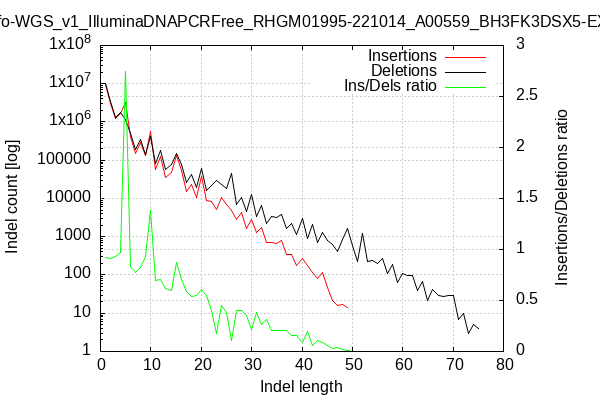 fo-WGS_v1_IlluminaDNAPCRFree_RHGM01995-221014_A00559_BH3FK3DSX5-EX
Insertions
Deletions
Ins/Dels ratio
1x10^8
1x10^7
1x10^6
100000
10000
1000
100
10
1
Indel count [log]
3
2.5
2
1.5
1
0.5
0
Insertions/Deletions ratio
0 10 20 30 40 50 60 70 80
Indel length